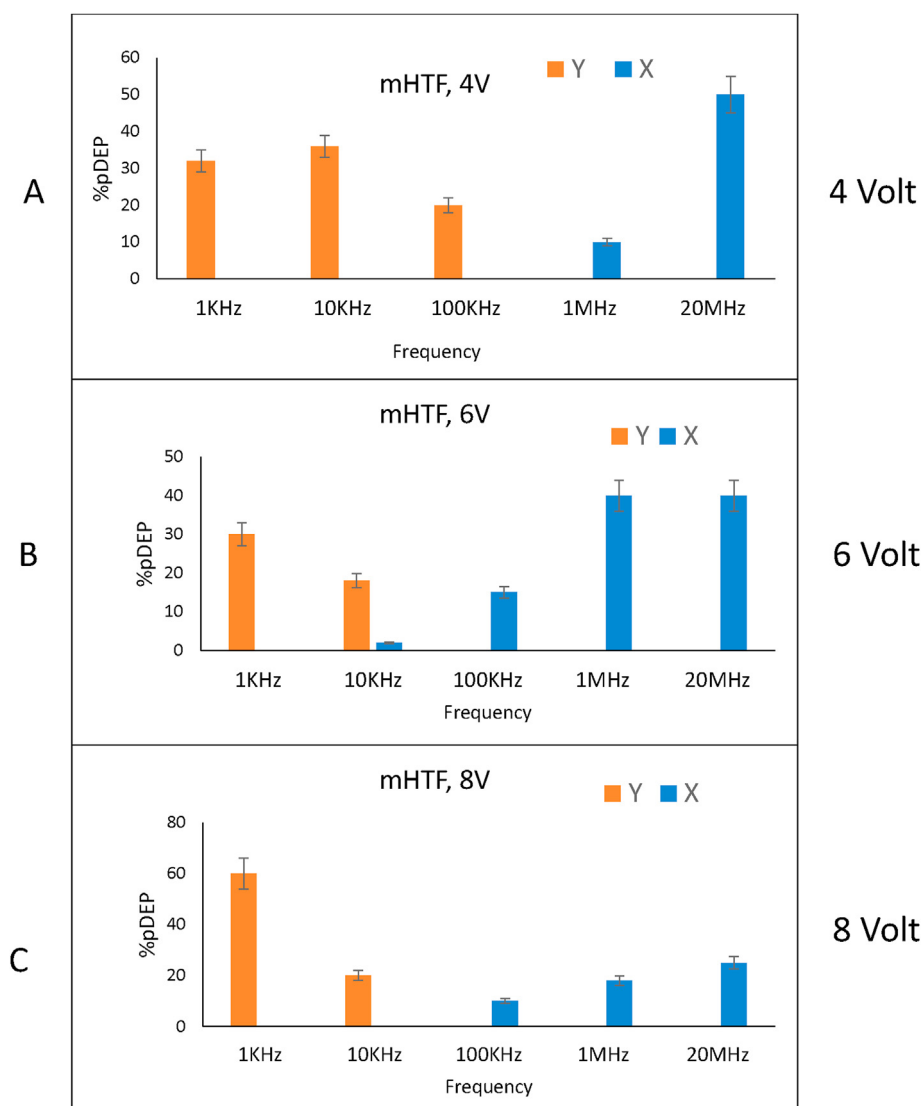 mHTF, 4V
Y X
60
50
40
30
20
10
0
%pDEP
1KHz 10KHz 100KHz 1MHz 20MHz
Frequency
A
4 Volt
mHTF, 6V
Y X
50
40
30
20
10
0
%pDEP
1KHz 10KHz 100KHz 1MHz 20MHz
Frequency
B
6 Volt
mHTF, 8V
Y X
80
60
40
20
0
%pDEP
1KHz 10KHz 100KHz 1MHz 20MHz
Frequency
C
8 Volt